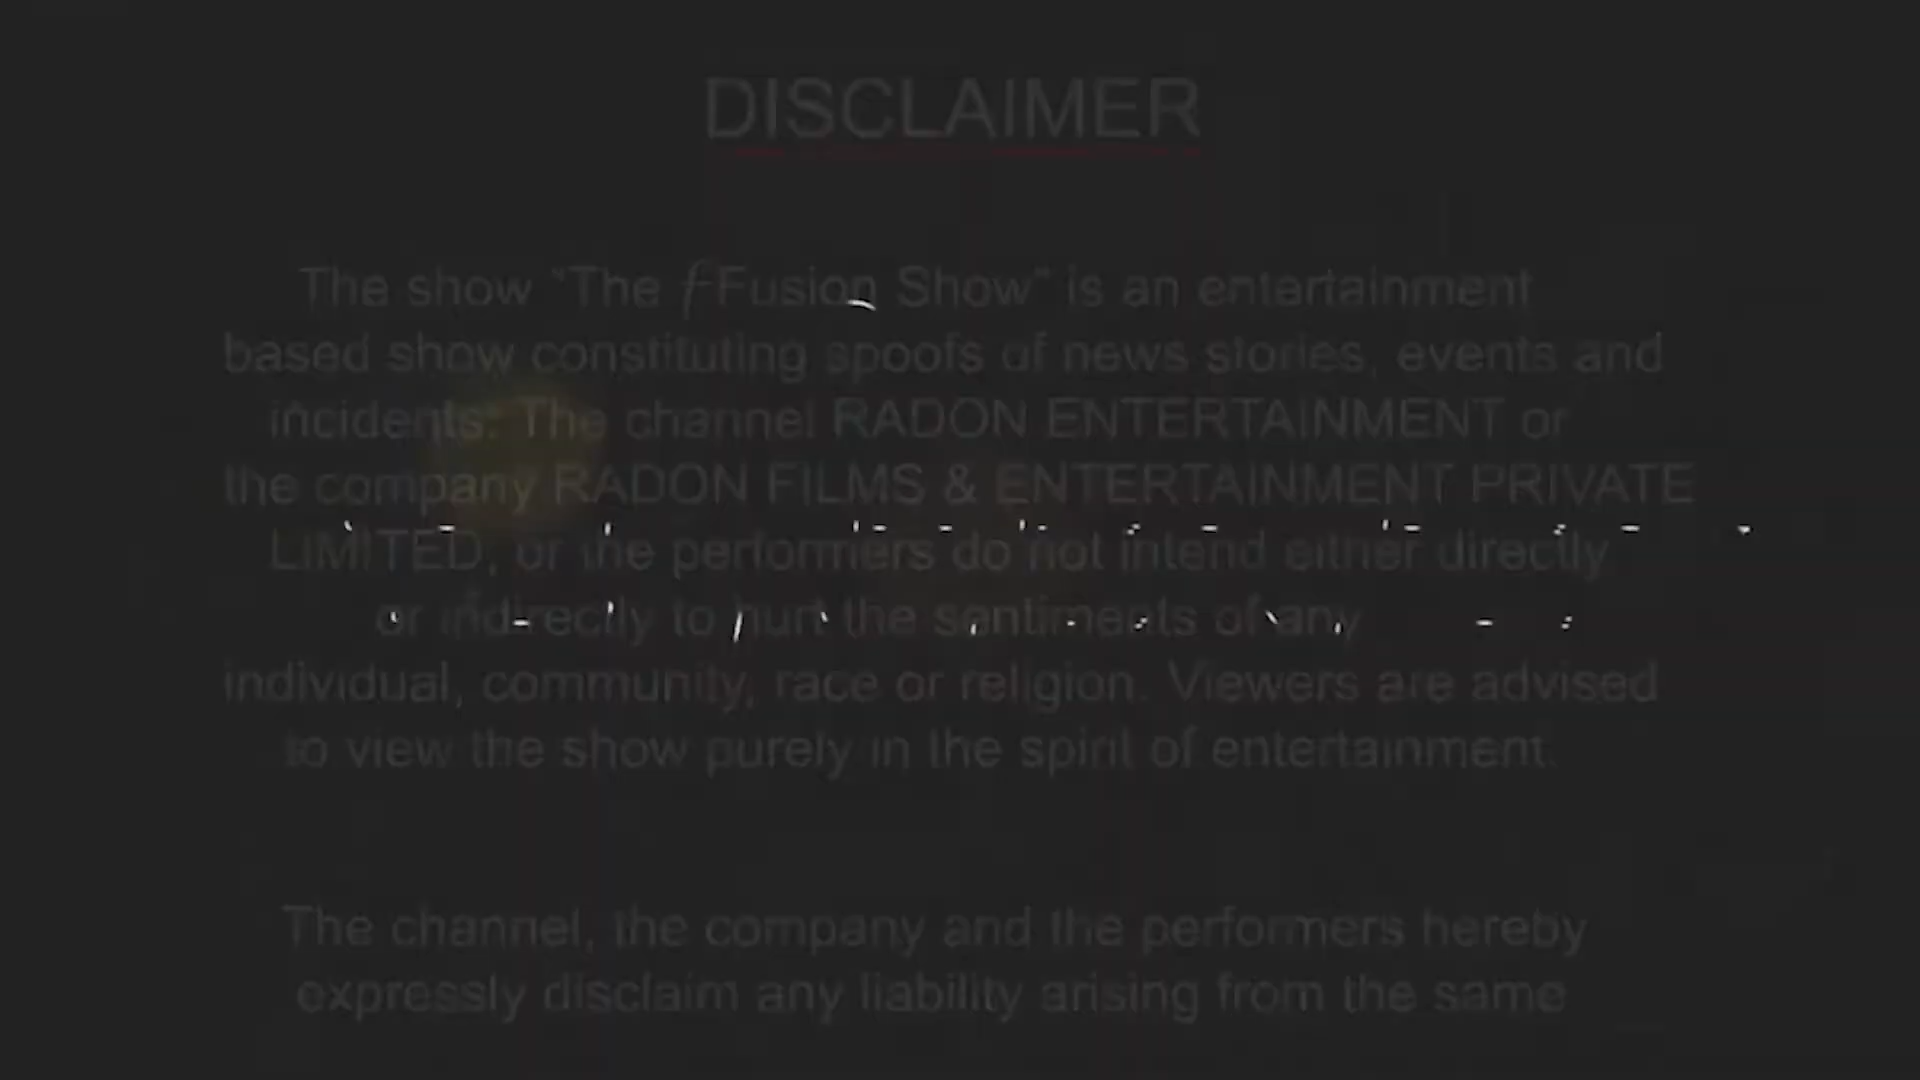 DISCLAIMER
The show "The f-Fusion Show" is an entertainment
based show constituting spoofs of news stories, events and
incidents. The channel RADON ENTERTAINMENT or
the company RADON FILMS & ENTERTAINMENT PRIVATE
LIMITED, or the performers do not intend either directly
or indirectly to hurt the sentiments of any
individual, community, race or religion. Viewers are advised
to view the show purely in the spirit of entertainment.
The channel, the company and the performers hereby
expressly disclaim any liability arising from the same